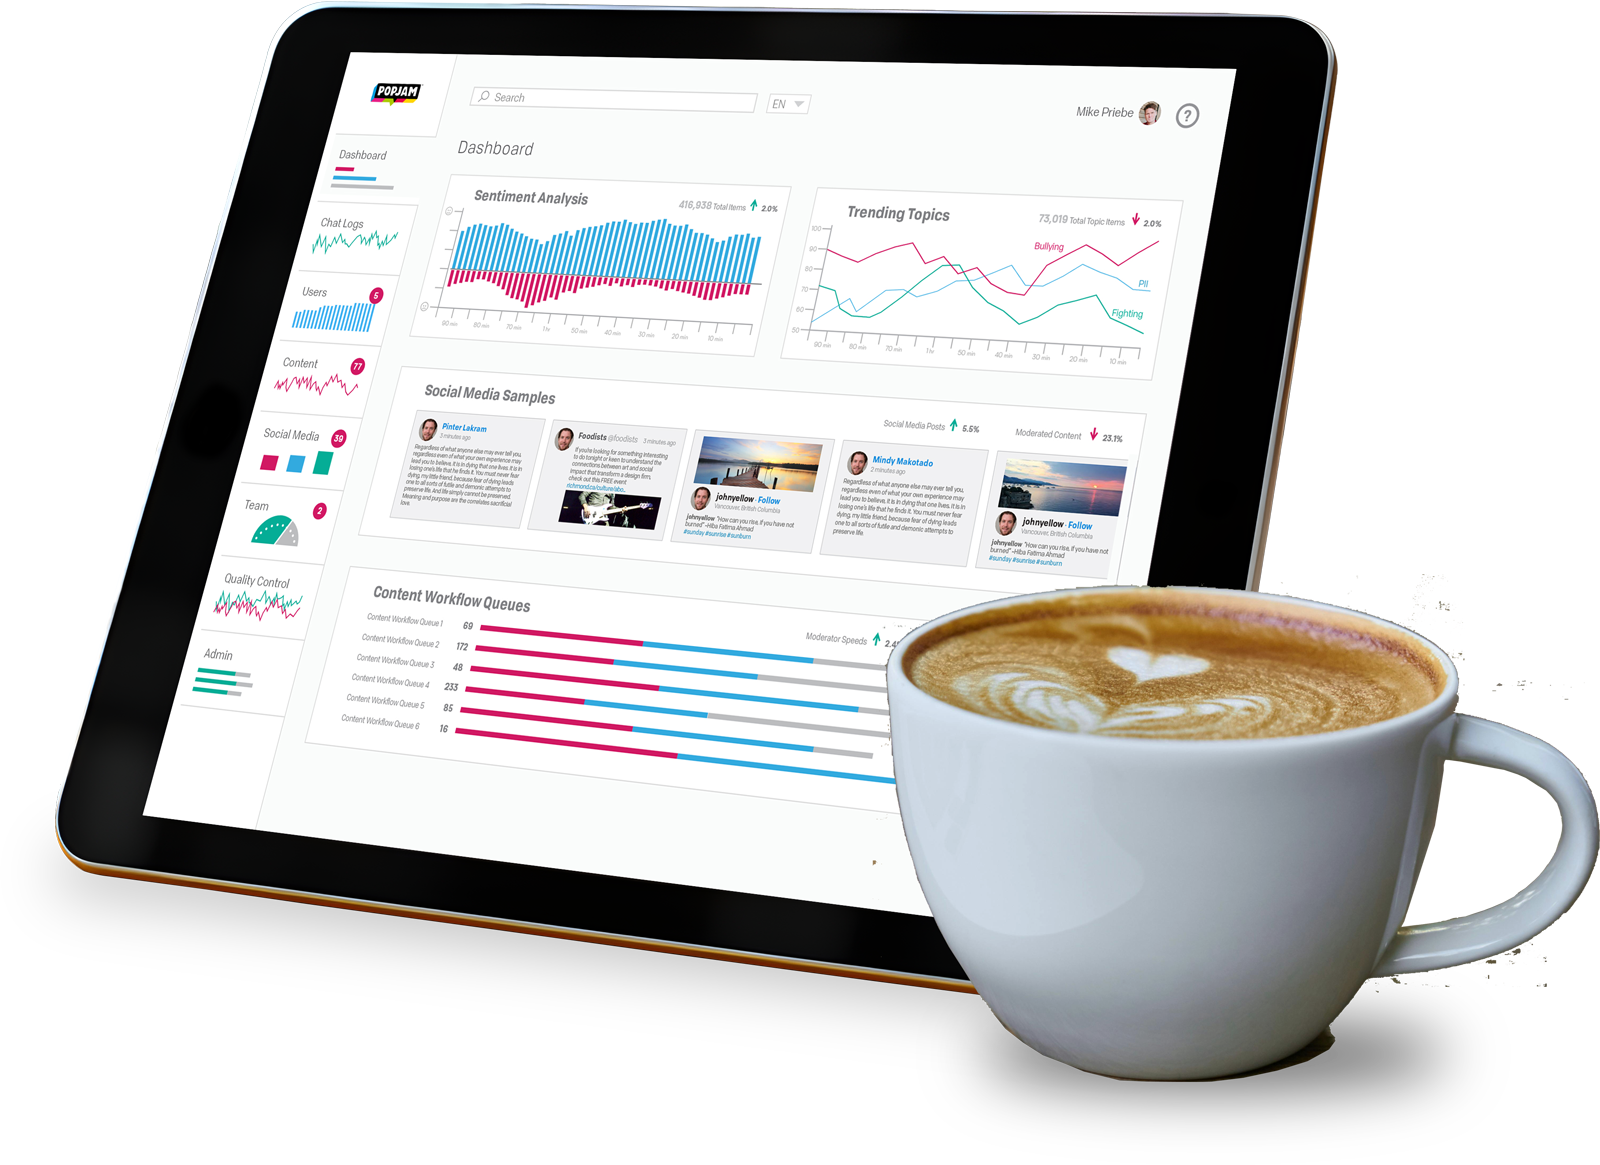 POPJAM
Search
EN
Mike Priebe
?
Dashboard
Dashboard
Chat Logs
Users
5
Content
77
Social Media
39
Team
2
Quality Control
Admin
Sentiment Analysis
416,938 Total Items
2.0%
90 min
80 min
70 min
1 hr
50 min
40 min
30 min
20 min
10 min
Trending Topics
73,019 Total Topic Items
2.0%
100
90
80
70
60
50
Bullying
PII
Fighting
90 min
80 min
70 min
1 hr
50 min
40 min
30 min
20 min
10 min
Social Media Samples
Social Media Posts
5.5%
Moderated Content
23.1%
Pinter Lakram
3 minutes ago
Regardless of what anyone else may ever tell you,
regardless even of what your own experience may
lead you to believe. It is in dying that one lives. It is in
losing one's life that he finds it. You must never fear
dying, my little friend, because fear of dying leads
one to all sorts of futile and demonic attempts to
preserve life. And life simply cannot be preserved.
Meaning and purpose are the correlates sacrificial
love.
Foodists @foodists 3 minutes ago
If you're looking for something interesting
to do tonight or keen to understand the
connections between art and social
impact that transform a design firm,
check out this FREE event
richmond.ca/culture/abo..
johnyellow · Follow
Vancouver, British Columbia
johnyellow "How can you rise, if you have not
burned" ~Hiba Fatima Ahmad
#sunday #sunrise #sunburn
Mindy Makotado
2 minutes ago
Regardless of what anyone else may ever tell you,
regardless even of what your own experience may
lead you to believe. It is in dying that one lives. It is in
losing one's life that he finds it. You must never fear
dying, my little friend, because fear of dying leads
one to all sorts of futile and demonic attempts to
preserve life.
johnyellow · Follow
Vancouver, British Columbia
johnyellow "How can you rise, if you have not
burned" ~Hiba Fatima Ahmad
#sunday #sunrise #sunburn
Content Workflow Queues
Moderator Speeds
Content Workflow Queue 1 69
Content Workflow Queue 2 172
Content Workflow Queue 3 48
Content Workflow Queue 4 233
Content Workflow Queue 5 85
Content Workflow Queue 6 16